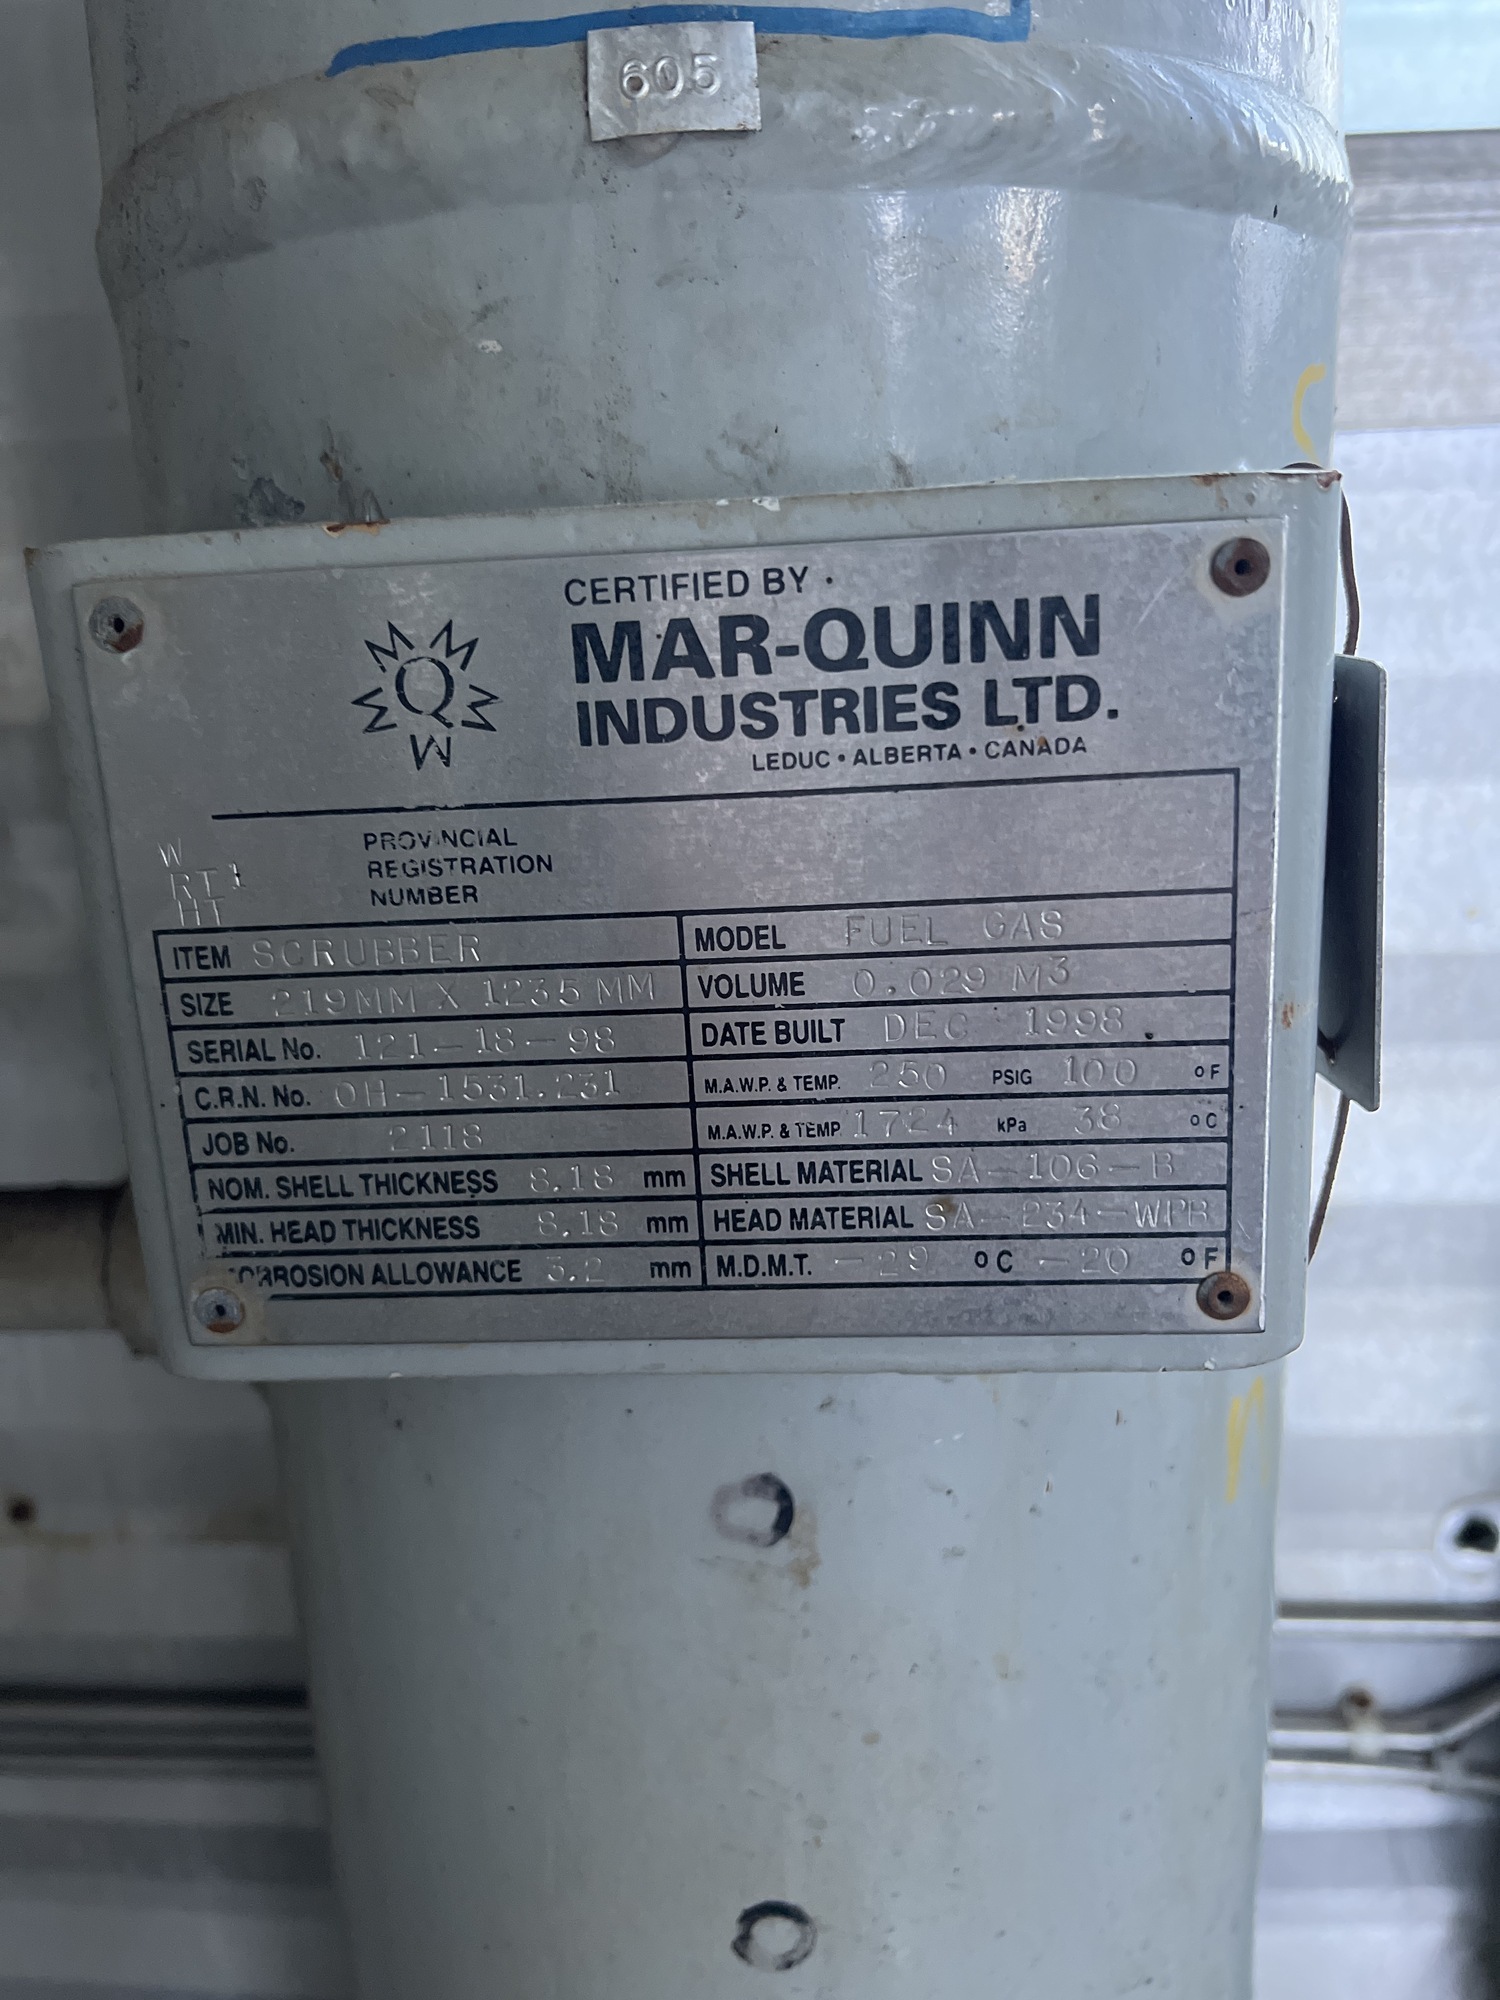 605
CERTIFIED BY
MAR-QUINN
INDUSTRIES LTD.
LEDUC • ALBERTA • CANADA
Q
W
RT1
HT
PROVINCIAL
REGISTRATION
NUMBER
ITEM SCRUBBER
MODEL FUEL GAS
SIZE 219MM X 1235MM
VOLUME 0.029 M3
SERIAL No. 121-18-98
DATE BUILT DEC 1998
C.R.N. No. OH-1531.231
M.A.W.P. & TEMP. 250 PSIG 100 °F
JOB No. 2118
M.A.W.P. & TEMP. 1724 kPa 38 °C
NOM. SHELL THICKNESS 8.18 mm
SHELL MATERIAL SA-106-B
MIN. HEAD THICKNESS 8.18 mm
HEAD MATERIAL SA-234-WPB
CORROSION ALLOWANCE 3.2 mm
M.D.M.T. -29 °C -20 °F